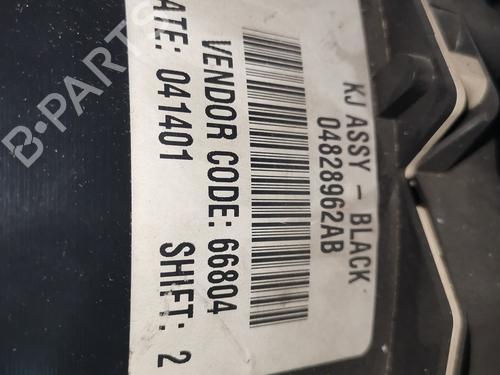 KJ ASSY - BLACK
04828962AB
VENDOR CODE: 66804
ATE: 041401 SHIFT: 2
B-PARTS